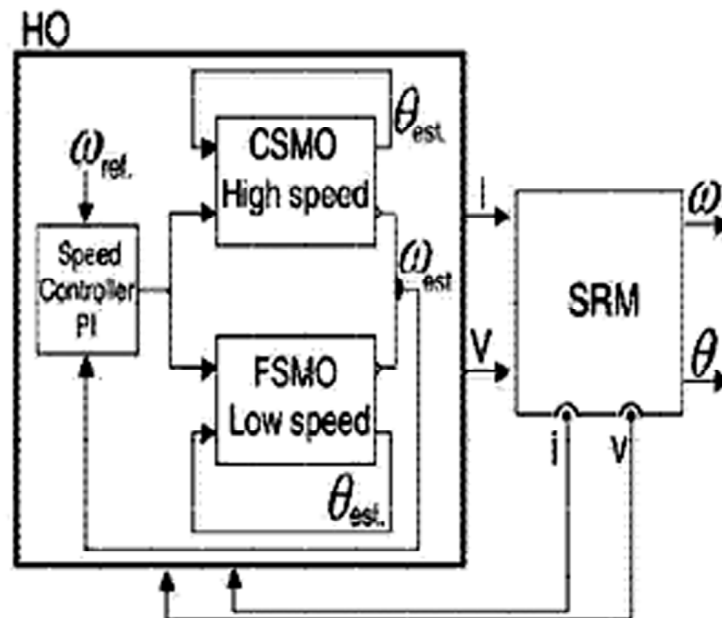 HO
θest.
ωref.
CSMO
High speed
Speed
Controller
PI
ωest
FSMO
Low speed
θest.
i
V
SRM
ω
θ
i
V